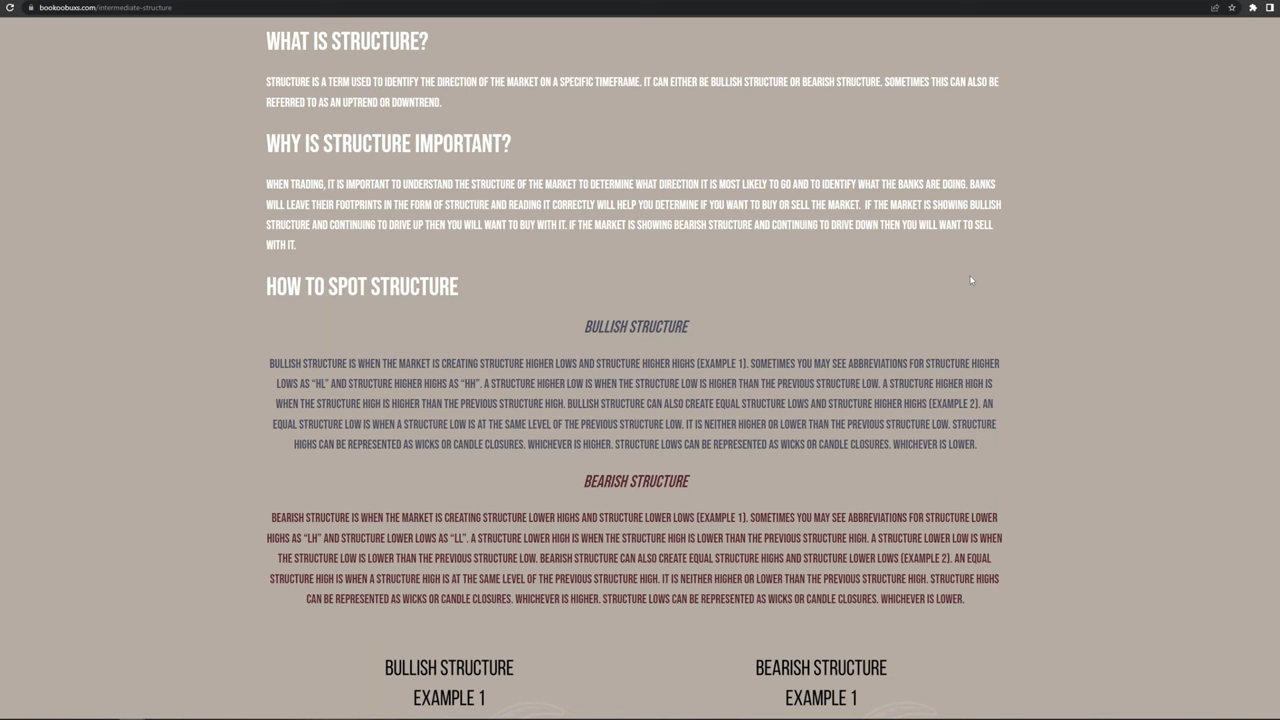 bookoobuxs.com/intermediate-structure
WHAT IS STRUCTURE?
STRUCTURE IS A TERM USED TO IDENTIFY THE DIRECTION OF THE MARKET ON A SPECIFIC TIMEFRAME. IT CAN EITHER BE BULLISH STRUCTURE OR BEARISH STRUCTURE. SOMETIMES THIS CAN ALSO BE
REFERRED TO AS AN UPTREND OR DOWNTREND.
WHY IS STRUCTURE IMPORTANT?
WHEN TRADING, IT IS IMPORTANT TO UNDERSTAND THE STRUCTURE OF THE MARKET TO DETERMINE WHAT DIRECTION IT IS MOST LIKELY TO GO AND TO IDENTIFY WHAT THE BANKS ARE DOING. BANKS
WILL LEAVE THEIR FOOTPRINTS IN THE FORM OF STRUCTURE AND READING IT CORRECTLY WILL HELP YOU DETERMINE IF YOU WANT TO BUY OR SELL THE MARKET. IF THE MARKET IS SHOWING BULLISH
STRUCTURE AND CONTINUING TO DRIVE UP THEN YOU WILL WANT TO BUY WITH IT. IF THE MARKET IS SHOWING BEARISH STRUCTURE AND CONTINUING TO DRIVE DOWN THEN YOU WILL WANT TO SELL
WITH IT.
HOW TO SPOT STRUCTURE
BULLISH STRUCTURE
BULLISH STRUCTURE IS WHEN THE MARKET IS CREATING STRUCTURE HIGHER LOWS AND STRUCTURE HIGHER HIGHS (EXAMPLE 1). SOMETIMES YOU MAY SEE ABBREVIATIONS FOR STRUCTURE HIGHER
LOWS AS “HL” AND STRUCTURE HIGHER HIGHS AS “HH”. A STRUCTURE HIGHER LOW IS WHEN THE STRUCTURE LOW IS HIGHER THAN THE PREVIOUS STRUCTURE LOW. A STRUCTURE HIGHER HIGH IS
WHEN THE STRUCTURE HIGH IS HIGHER THAN THE PREVIOUS STRUCTURE HIGH. BULLISH STRUCTURE CAN ALSO CREATE EQUAL STRUCTURE LOWS AND STRUCTURE HIGHER HIGHS (EXAMPLE 2). AN
EQUAL STRUCTURE LOW IS WHEN A STRUCTURE LOW IS AT THE SAME LEVEL OF THE PREVIOUS STRUCTURE LOW. IT IS NEITHER HIGHER OR LOWER THAN THE PREVIOUS STRUCTURE LOW. STRUCTURE
HIGHS CAN BE REPRESENTED AS WICKS OR CANDLE CLOSURES. WHICHEVER IS HIGHER. STRUCTURE LOWS CAN BE REPRESENTED AS WICKS OR CANDLE CLOSURES. WHICHEVER IS LOWER.
BEARISH STRUCTURE
BEARISH STRUCTURE IS WHEN THE MARKET IS CREATING STRUCTURE LOWER HIGHS AND STRUCTURE LOWER LOWS (EXAMPLE 1). SOMETIMES YOU MAY SEE ABBREVIATIONS FOR STRUCTURE LOWER
HIGHS AS “LH” AND STRUCTURE LOWER LOWS AS “LL”. A STRUCTURE LOWER HIGH IS WHEN THE STRUCTURE HIGH IS LOWER THAN THE PREVIOUS STRUCTURE HIGH. A STRUCTURE LOWER LOW IS WHEN
THE STRUCTURE LOW IS LOWER THAN THE PREVIOUS STRUCTURE LOW. BEARISH STRUCTURE CAN ALSO CREATE EQUAL STRUCTURE HIGHS AND STRUCTURE LOWER LOWS (EXAMPLE 2). AN EQUAL
STRUCTURE HIGH IS WHEN A STRUCTURE HIGH IS AT THE SAME LEVEL OF THE PREVIOUS STRUCTURE HIGH. IT IS NEITHER HIGHER OR LOWER THAN THE PREVIOUS STRUCTURE HIGH. STRUCTURE HIGHS
CAN BE REPRESENTED AS WICKS OR CANDLE CLOSURES. WHICHEVER IS HIGHER. STRUCTURE LOWS CAN BE REPRESENTED AS WICKS OR CANDLE CLOSURES. WHICHEVER IS LOWER.
BULLISH STRUCTURE
EXAMPLE 1
BEARISH STRUCTURE
EXAMPLE 1